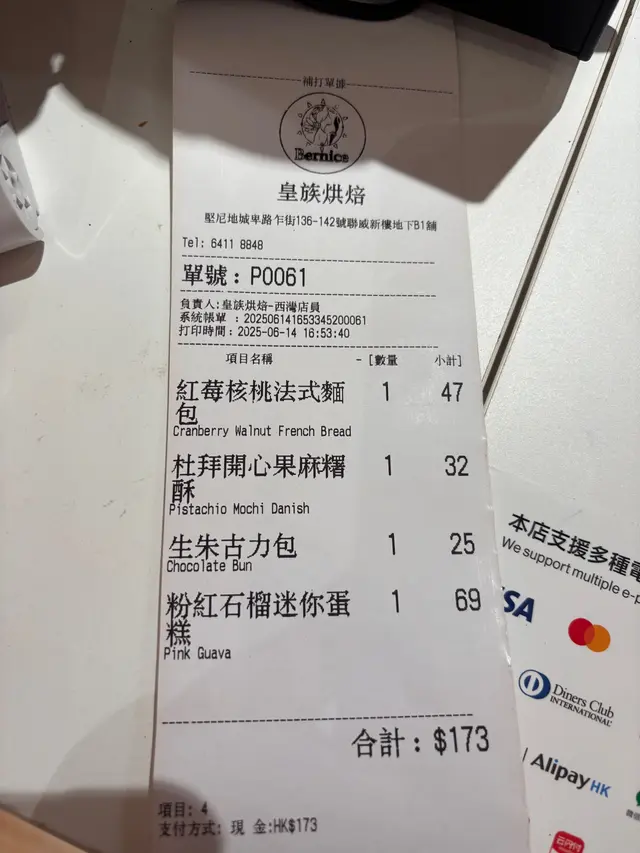 補打單據
Bernice
皇族烘焙
堅尼地城卑路乍街136-142號聯威新樓地下B1舖
Tel: 6411 8848
單號：P0061
負責人:皇族烘焙-西灣店員
系統帳單 ：202506141653345200061
打印時間：2025-06-14 16:53:40
項目名稱 - [數量 小計]
紅莓核桃法式麵 1 47
包
Cranberry Walnut French Bread
杜拜開心果麻糬 1 32
酥
Pistachio Mochi Danish
生朱古力包 1 25
Chocolate Bun
粉紅石榴迷你蛋 1 69
糕
Pink Guava
合計：$173
項目: 4
支付方式: 現 金:HK$173
本店支援多種電
We support multiple e-p
VISA
Diners Club
INTERNATIONAL
Alipay HK
云闪付